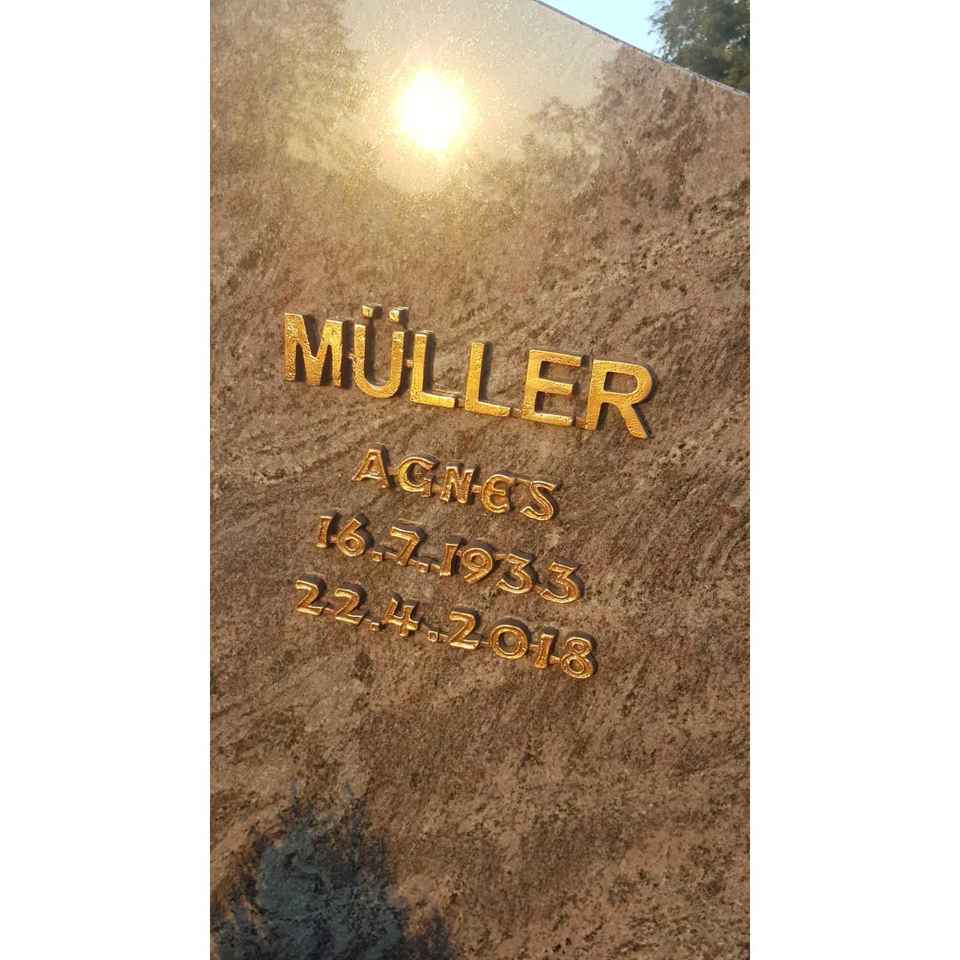 MÜLLER
AGNES
16.7.1933
22.4.2018